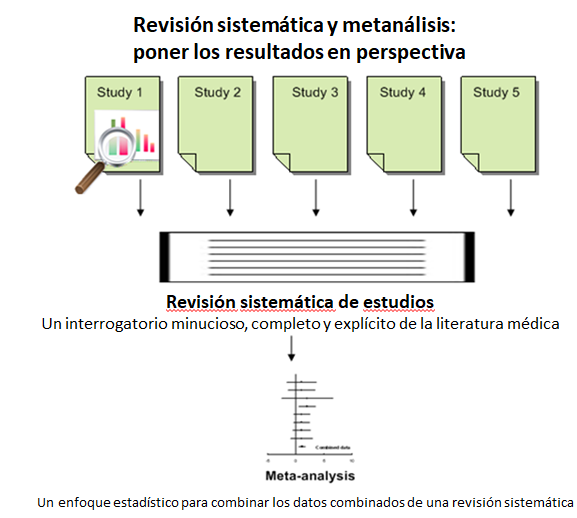 Revisión sistemática y metanálisis:
poner los resultados en perspectiva
Study 1 Study 2 Study 3 Study 4 Study 5
Revisión sistemática de estudios
Un interrogatorio minucioso, completo y explícito de la literatura médica
Combined data
Meta-analysis
Un enfoque estadístico para combinar los datos combinados de una revisión sistemática